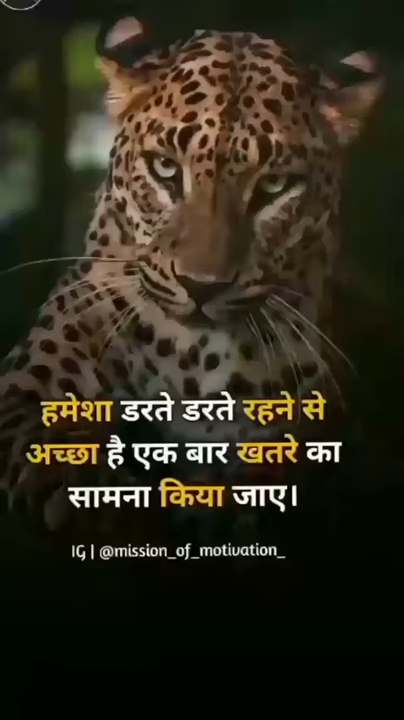 हमेशा डरते डरते रहने से
अच्छा है एक बार खतरे का
सामना किया जाए।
IG | @mission_of_motivation_